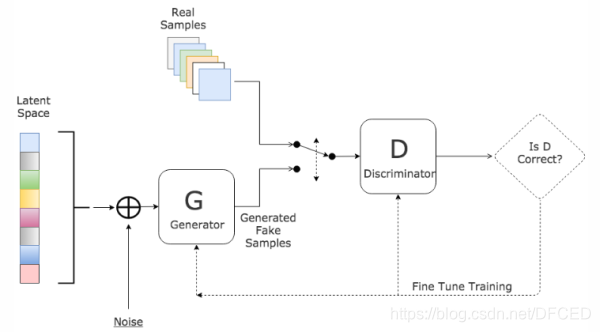 Real
Samples
Latent
Space
D
Discriminator
Is D
Correct?
G
Generator
Generated
Fake
Samples
Noise
Fine Tune Training
https://blog.csdn.net/DFCED